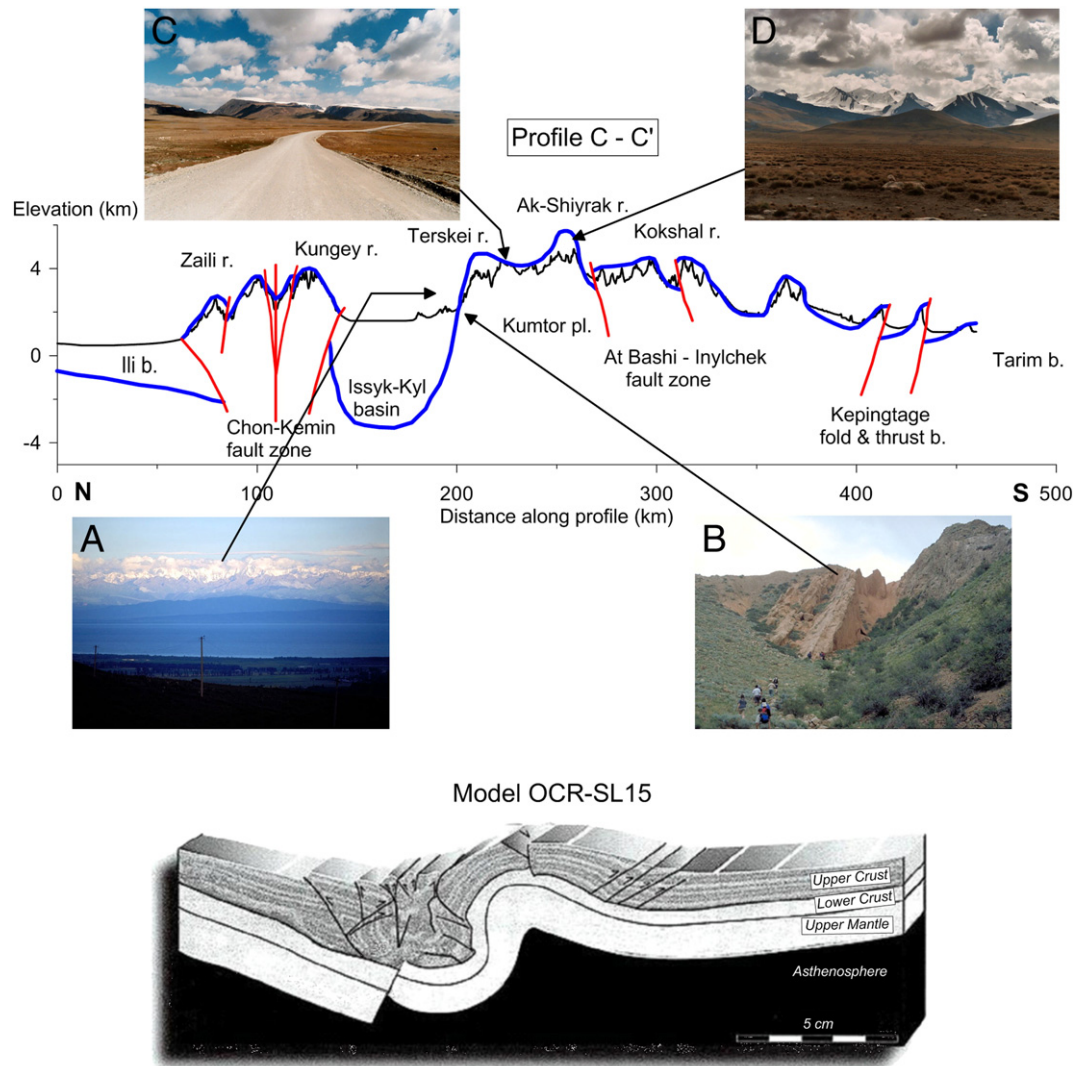 C
D
Profile C - C'
Elevation (km)
Ak-Shiyrak r.
Terskei r.
Kokshal r.
Kungey r.
Zaili r.
4
0
-4
Kumtor pl.
Ili b.
Issyk-Kyl
basin
At Bashi - Inylchek
fault zone
Tarim b.
Chon-Kemin
fault zone
Kepingtage
fold & thrust b.
0 N 100 200 300 400 S 500
Distance along profile (km)
A
B
Model OCR-SL15
Upper Crust
Lower Crust
Upper Mantle
Asthenosphere
5 cm